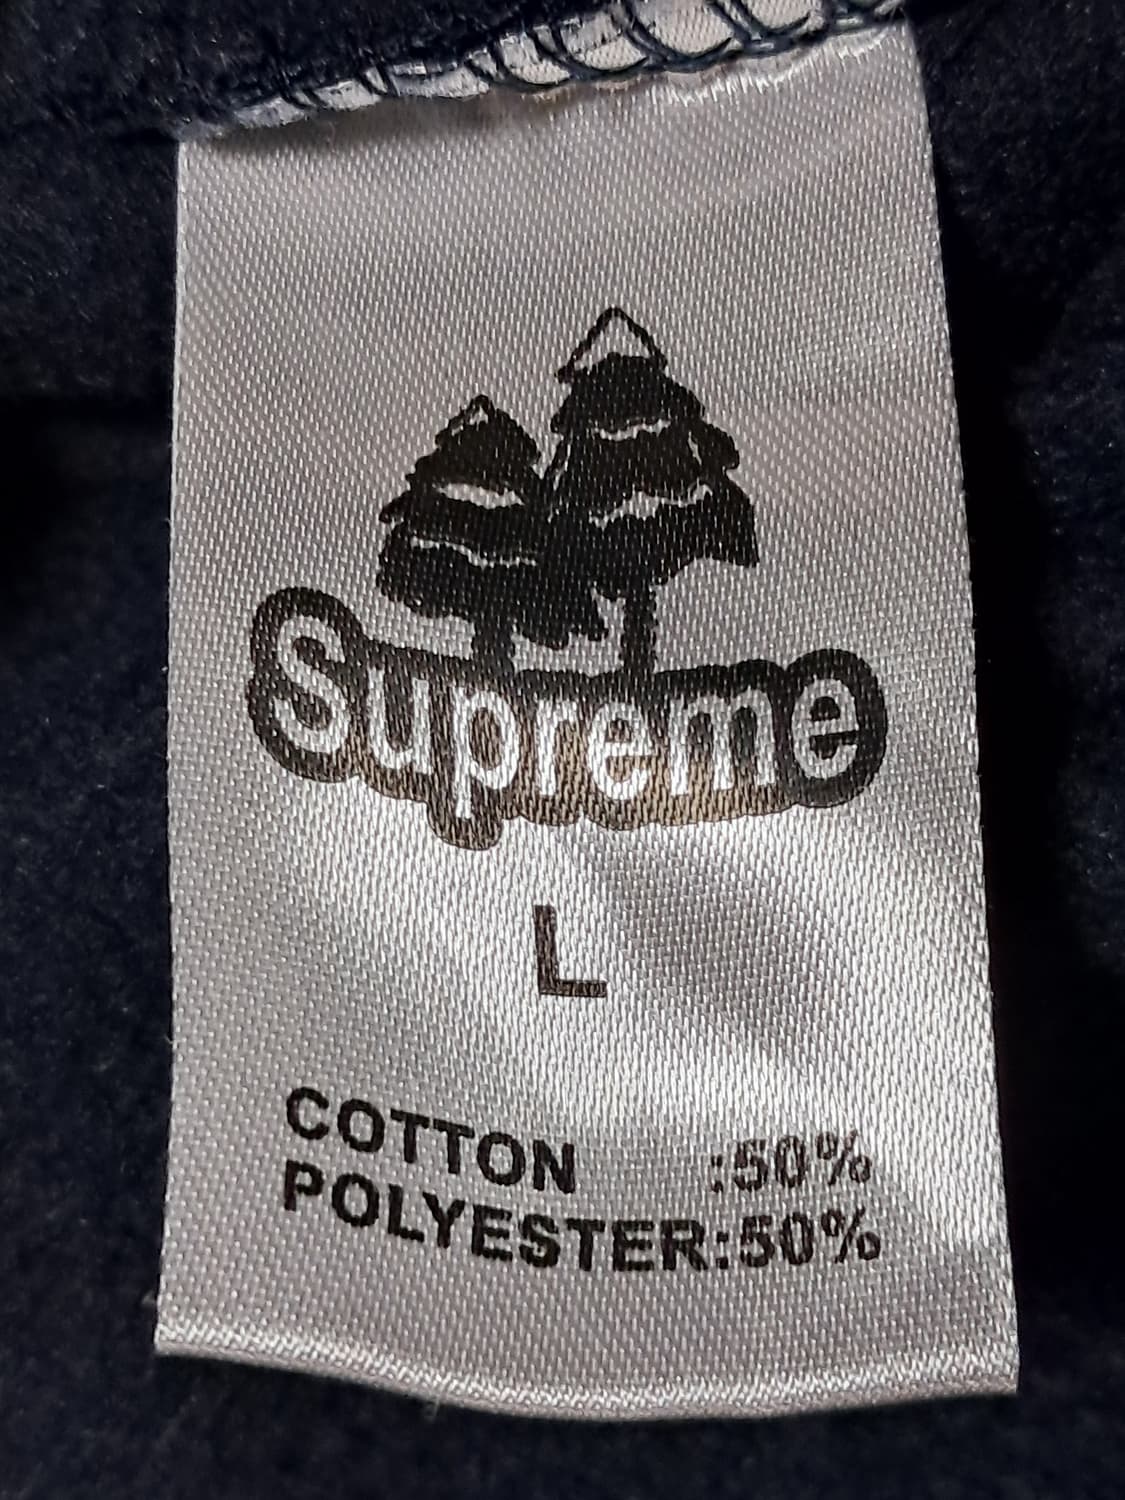 Supreme
L
COTTON :50%
POLYESTER:50%